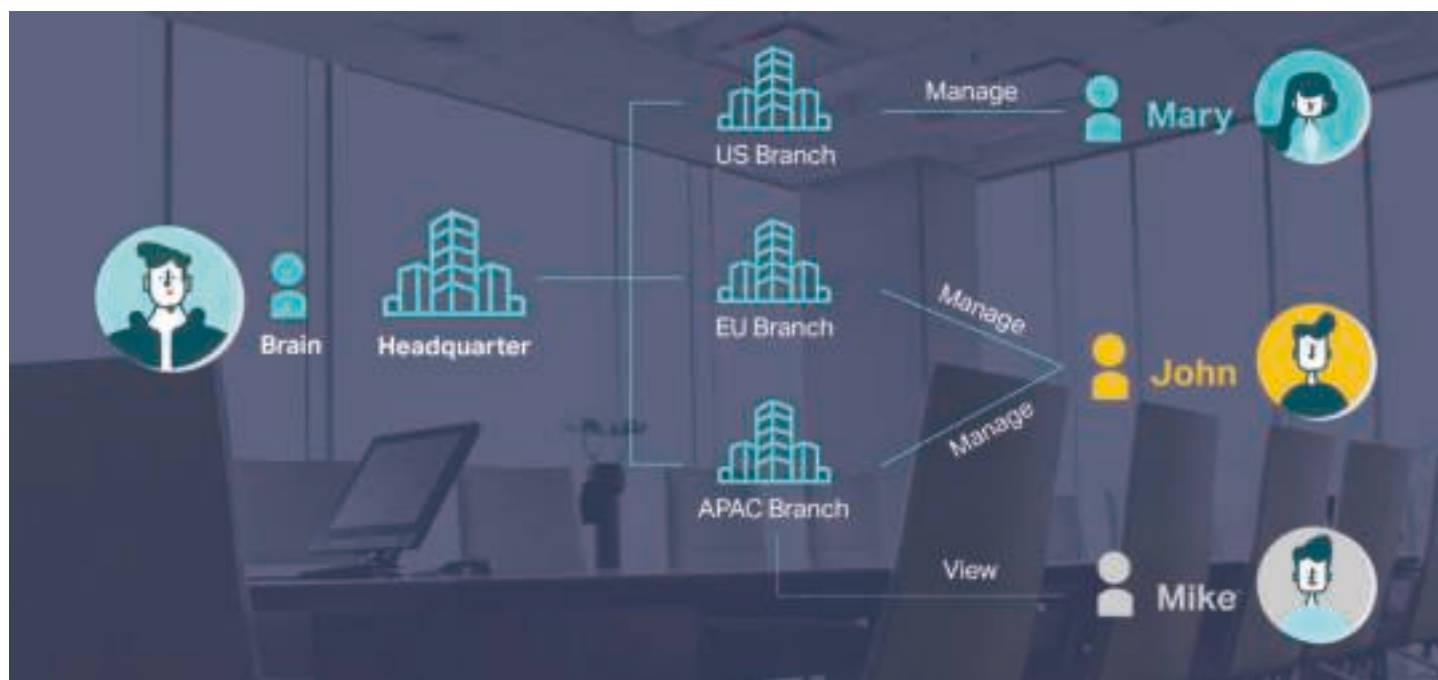 Manage
Mary
US Branch
Brain
Headquarter
EU Branch
Manage
John
Manage
APAC Branch
View
Mike